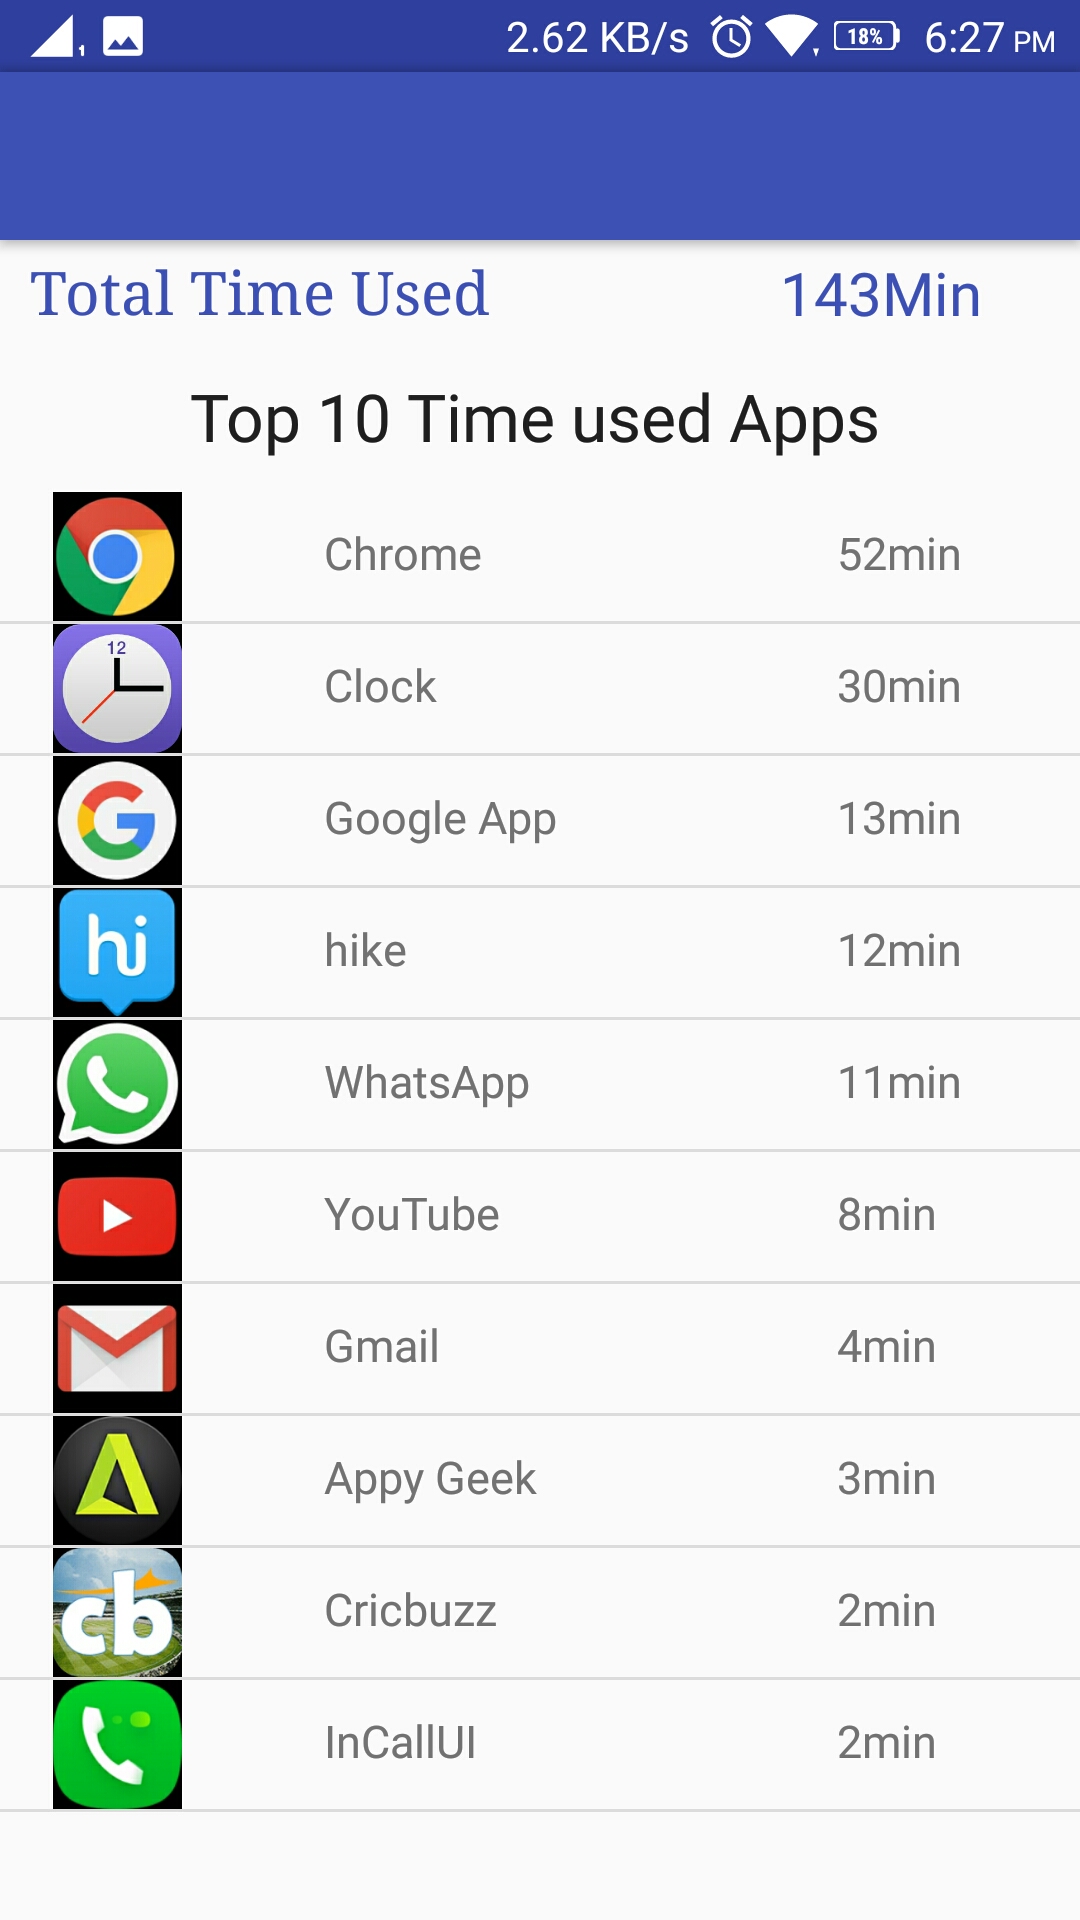 1 2.62 KB/s 18% 6:27 PM
Total Time Used 143Min
Top 10 Time used Apps
Chrome 52min
12
Clock 30min
G
Google App 13min
hi
hike 12min
WhatsApp 11min
YouTube 8min
Gmail 4min
Appy Geek 3min
cb
Cricbuzz 2min
InCallUI 2min